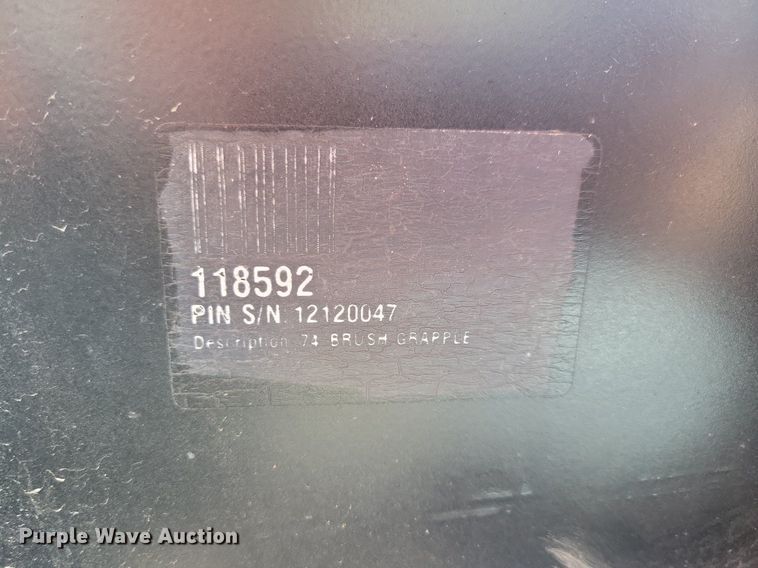 118592
PIN S/N. 12120047
Description: 74 BRUSH GRAPPLE
Purple Wave Auction